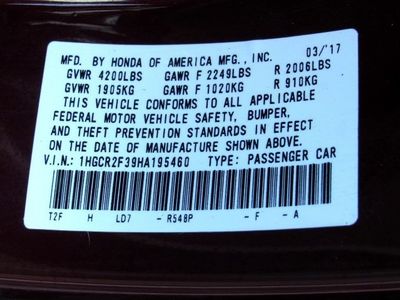 MFD. BY HONDA OF AMERICA MFG., INC. 03/'17
GVWR 4200LBS GAWR F 2249LBS R 2006LBS
GVWR 1905KG GAWR F 1020KG R 910KG
THIS VEHICLE CONFORMS TO ALL APPLICABLE
FEDERAL MOTOR VEHICLE SAFETY, BUMPER,
AND THEFT PREVENTION STANDARDS IN EFFECT
ON THE DATE OF MANUFACTURE SHOWN ABOVE.
V.I.N: 1HGCR2F39HA195460 TYPE: PASSENGER CAR
T2F H LD7 - R548P - F - A